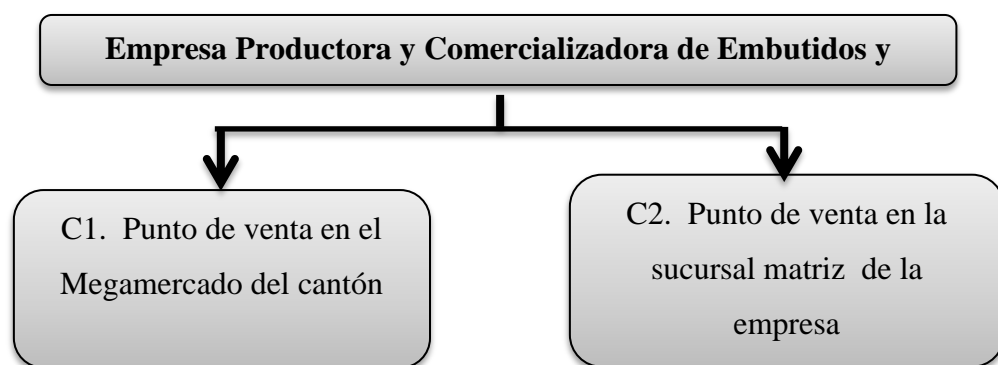 Empresa Productora y Comercializadora de Embutidos y
C1. Punto de venta en el
Megamercado del cantón
C2. Punto de venta en la
sucursal matriz de la
empresa